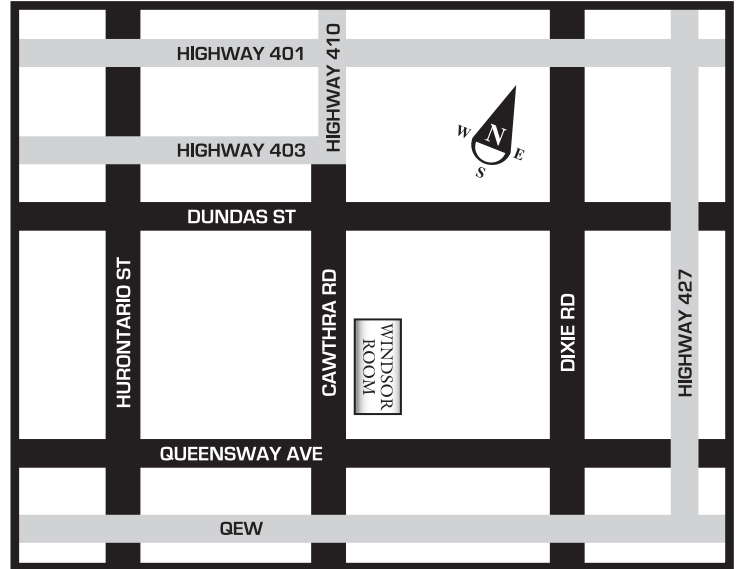 HIGHWAY 401
HIGHWAY 410
HIGHWAY 403
W
N
E
S
DUNDAS ST
HURONTARIO ST
CAWTHRA RD
WINDSOR
ROOM
DIXIE RD
HIGHWAY 427
QUEENSWAY AVE
QEW